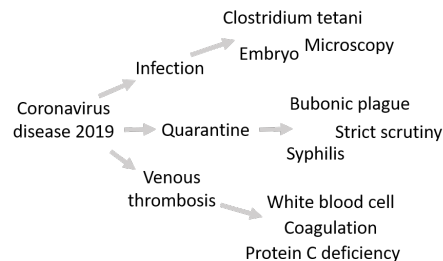 Clostridium tetani
Embryo
Microscopy
Infection
Coronavirus
disease 2019
Quarantine
Bubonic plague
Strict scrutiny
Syphilis
Venous
thrombosis
White blood cell
Coagulation
Protein C deficiency